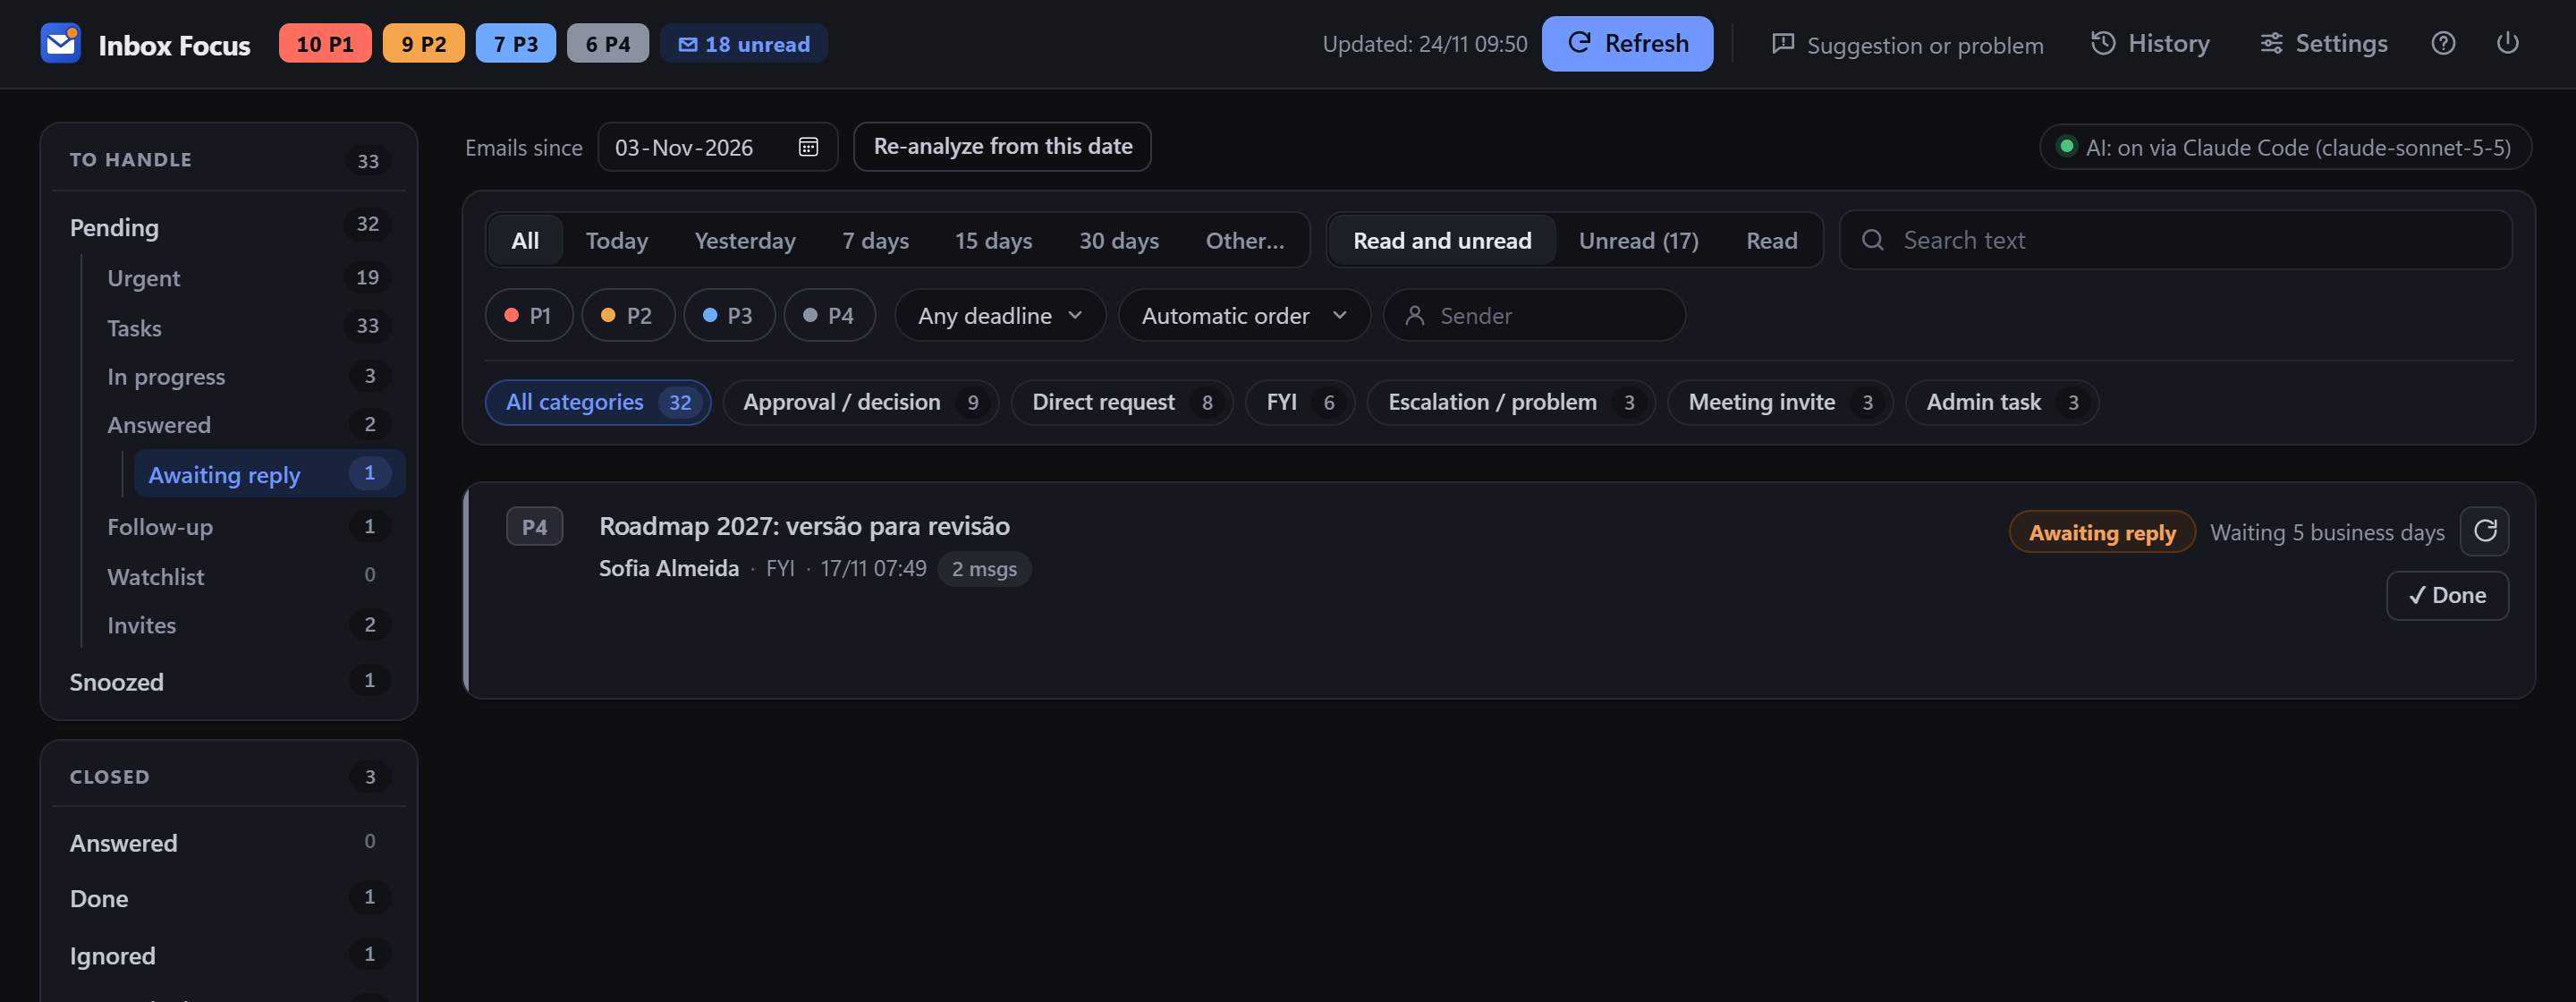 Inbox Focus 10 P1 9 P2 7 P3 6 P4 18 unread Updated: 24/11 09:50 Refresh Suggestion or problem History Settings
TO HANDLE 33
Pending 32
Urgent 19
Tasks 33
In progress 3
Answered 2
Awaiting reply 1
Follow-up 1
Watchlist 0
Invites 2
Snoozed 1
CLOSED 3
Answered 0
Done 1
Ignored 1
Emails since 03-Nov-2026 Re-analyze from this date AI: on via Claude Code (claude-sonnet-5-5)
All Today Yesterday 7 days 15 days 30 days Other... Read and unread Unread (17) Read Search text
P1 P2 P3 P4 Any deadline Automatic order Sender
All categories 32 Approval / decision 9 Direct request 8 FYI 6 Escalation / problem 3 Meeting invite 3 Admin task 3
P4 Roadmap 2027: versão para revisão Awaiting reply Waiting 5 business days
Sofia Almeida · FYI · 17/11 07:49 2 msgs
✓ Done